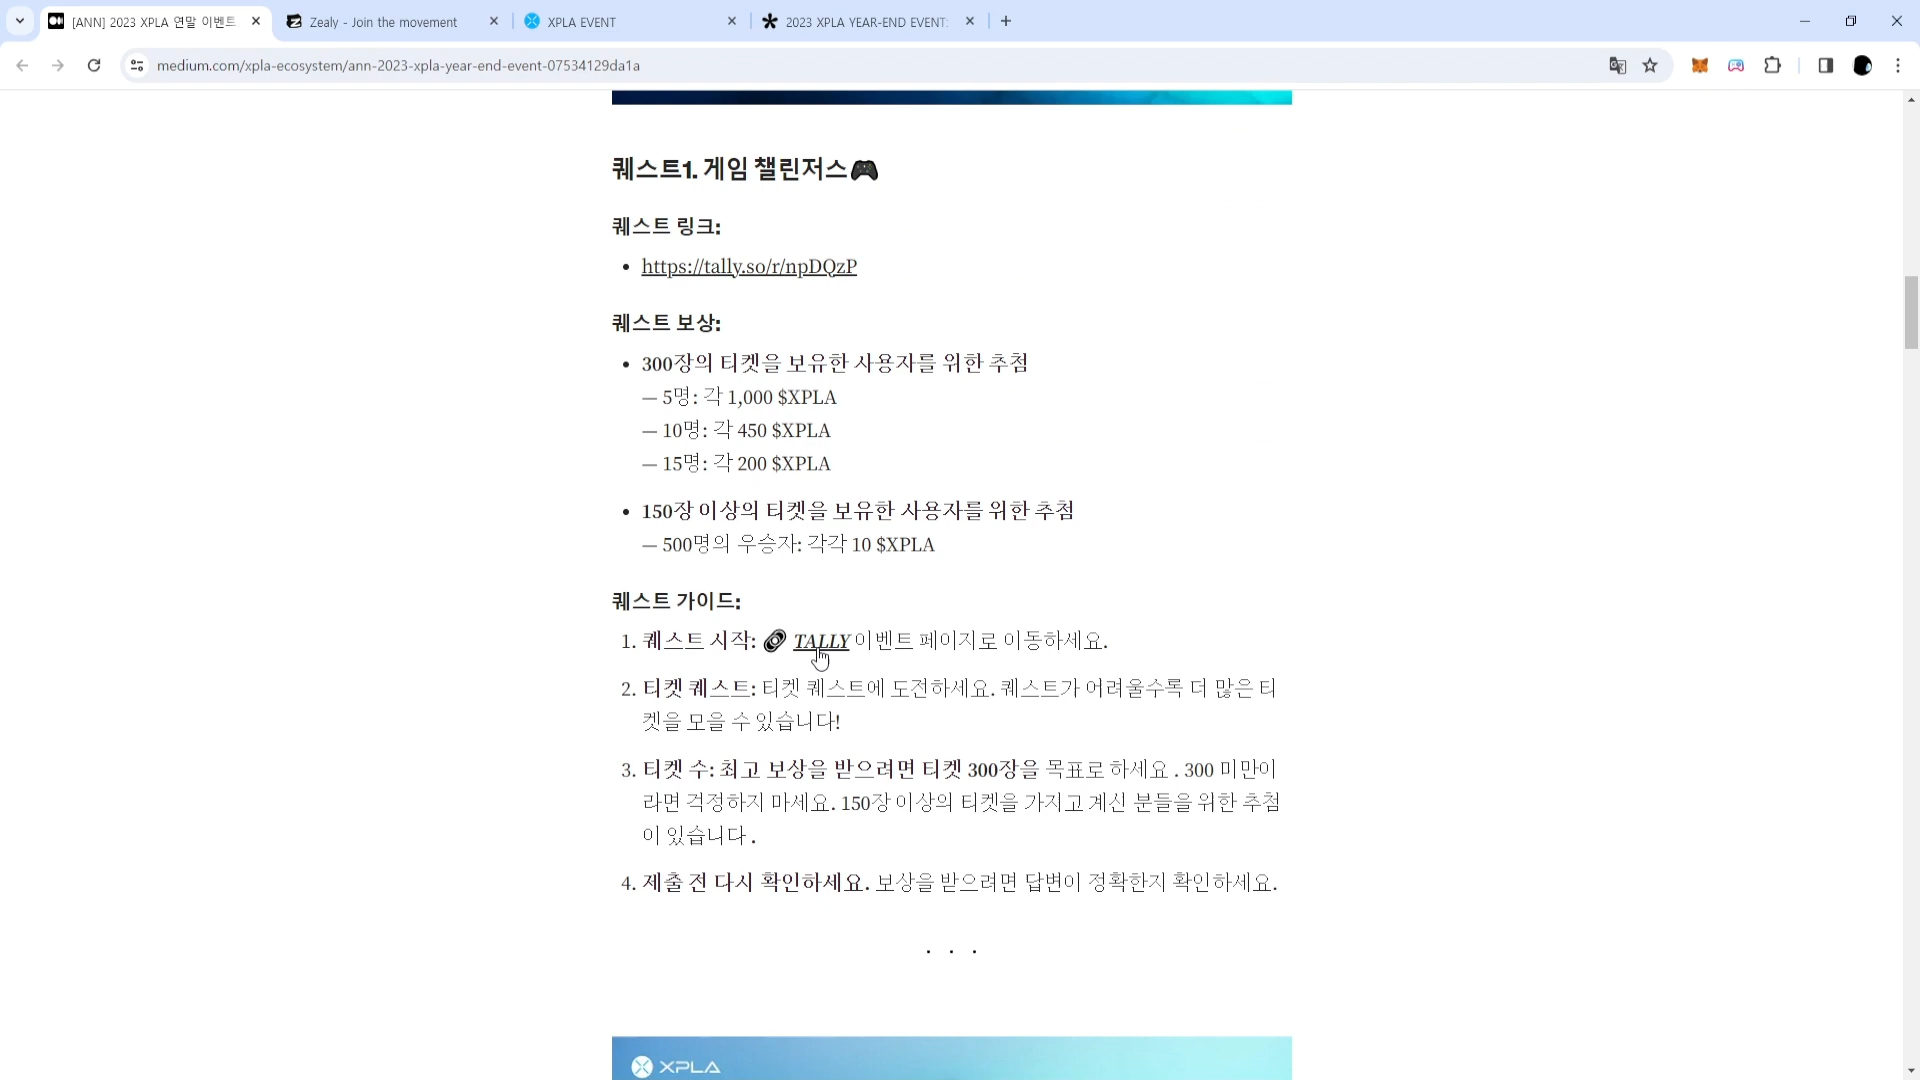 [ANN] 2023 XPLA 연말 이벤트
Zealy - Join the movement
XPLA EVENT
2023 XPLA YEAR-END EVENT:
medium.com/xpla-ecosystem/ann-2023-xpla-year-end-event-07534129da1a
퀘스트1. 게임 챌린저스🎮
퀘스트 링크:
• https://tally.so/r/npDQzP
퀘스트 보상:
• 300장의 티켓을 보유한 사용자를 위한 추첨
— 5명: 각 1,000 $XPLA
— 10명: 각 450 $XPLA
— 15명: 각 200 $XPLA
• 150장 이상의 티켓을 보유한 사용자를 위한 추첨
— 500명의 우승자: 각각 10 $XPLA
퀘스트 가이드:
1. 퀘스트 시작: 🔗 TALLY 이벤트 페이지로 이동하세요.
2. 티켓 퀘스트: 티켓 퀘스트에 도전하세요. 퀘스트가 어려울수록 더 많은 티
켓을 모을 수 있습니다!
3. 티켓 수: 최고 보상을 받으려면 티켓 300장을 목표로 하세요 . 300 미만이
라면 걱정하지 마세요. 150장 이상의 티켓을 가지고 계신 분들을 위한 추첨
이 있습니다 .
4. 제출 전 다시 확인하세요. 보상을 받으려면 답변이 정확한지 확인하세요.
. . .
XPLA